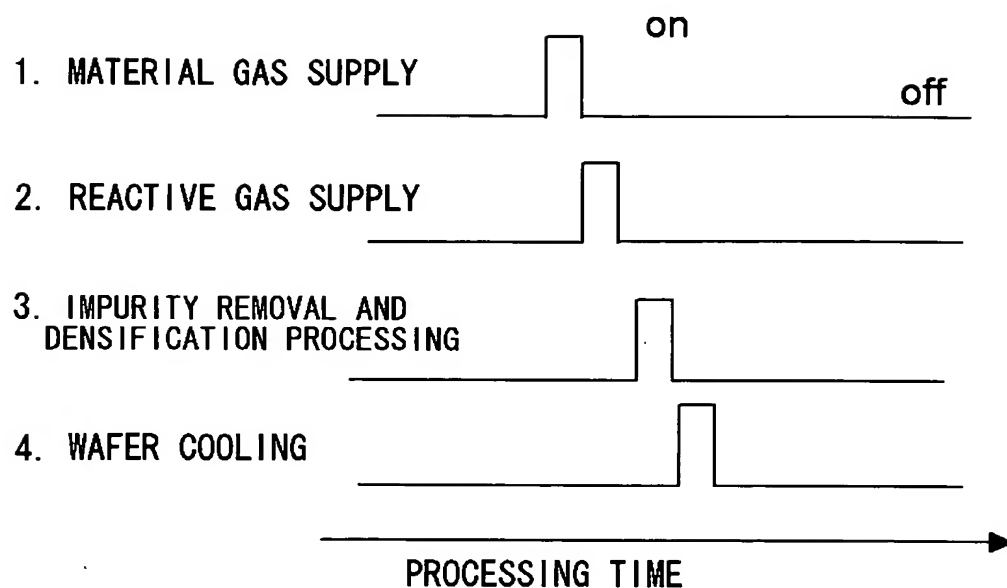 on
1. MATERIAL GAS SUPPLY
off
2. REACTIVE GAS SUPPLY
3. IMPURITY REMOVAL AND
DENSIFICATION PROCESSING
4. WAFER COOLING
PROCESSING TIME